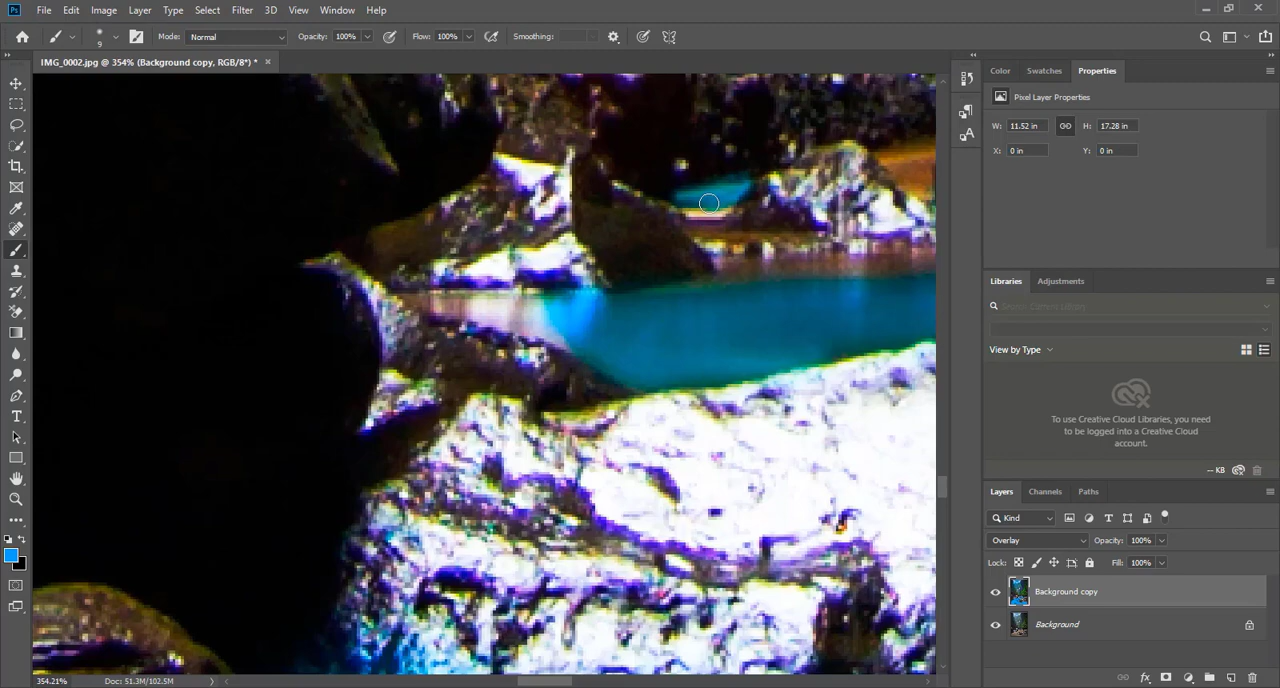 Ps File Edit Image Layer Type Select Filter 3D View Window Help
9 Mode: Normal Opacity: 100% Flow: 100% Smoothing:
IMG_0002.jpg @ 354% (Background copy, RGB/8*) * ×
Color Swatches Properties
Pixel Layer Properties
W: 11.52 in H: 17.28 in
X: 0 in Y: 0 in
Libraries Adjustments
View by Type
To use Creative Cloud Libraries, you need
to be logged into a Creative Cloud
account.
-- KB
Layers Channels Paths
Kind
Overlay Opacity: 100%
Lock: Fill: 100%
Background copy
Background
354.21% Doc: 51.3M/102.5M